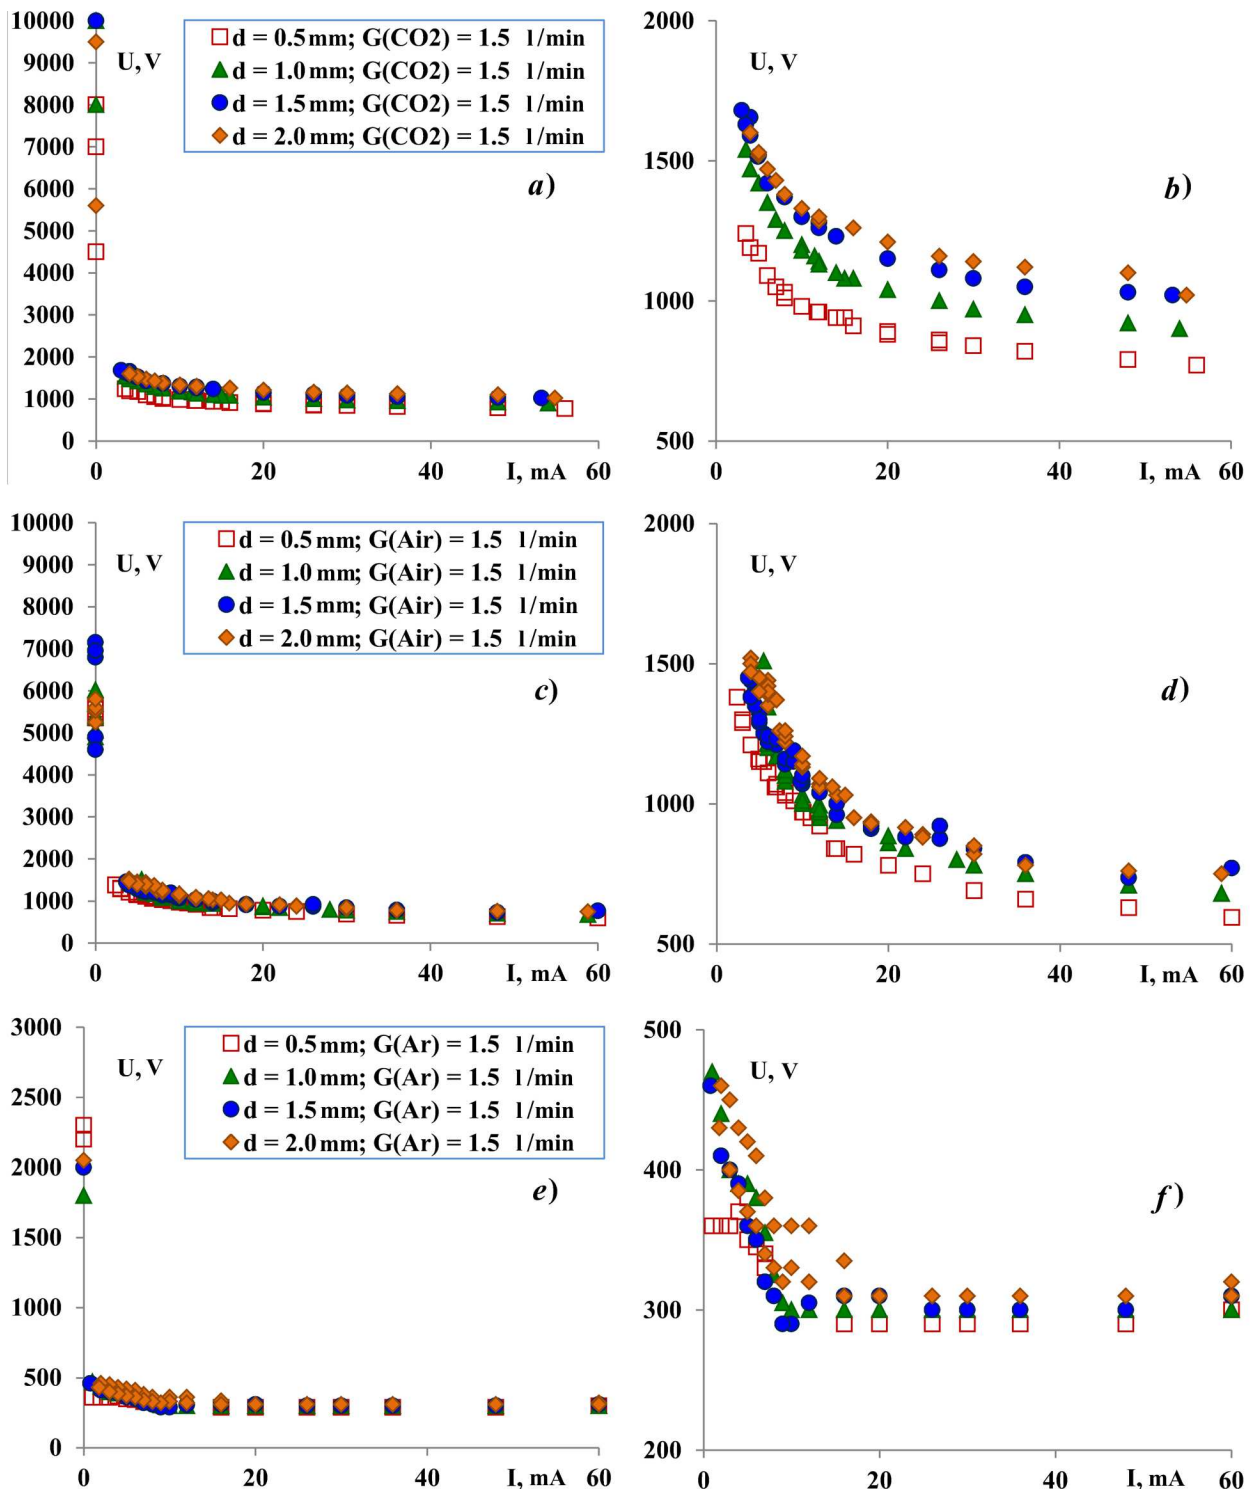 10000
9000
8000
7000
6000
5000
4000
3000
2000
1000
0
U, V
d = 0.5 mm; G(CO2) = 1.5 l/min
d = 1.0 mm; G(CO2) = 1.5 l/min
d = 1.5 mm; G(CO2) = 1.5 l/min
d = 2.0 mm; G(CO2) = 1.5 l/min
a)
0 20 40 I, mA 60
2000
1500
1000
500
U, V
b)
0 20 40 I, mA 60
10000
9000
8000
7000
6000
5000
4000
3000
2000
1000
0
U, V
d = 0.5 mm; G(Air) = 1.5 l/min
d = 1.0 mm; G(Air) = 1.5 l/min
d = 1.5 mm; G(Air) = 1.5 l/min
d = 2.0 mm; G(Air) = 1.5 l/min
c)
0 20 40 I, mA 60
2000
1500
1000
500
U, V
d)
0 20 40 I, mA 60
3000
2500
2000
1500
1000
500
0
U, V
d = 0.5 mm; G(Ar) = 1.5 l/min
d = 1.0 mm; G(Ar) = 1.5 l/min
d = 1.5 mm; G(Ar) = 1.5 l/min
d = 2.0 mm; G(Ar) = 1.5 l/min
e)
0 20 40 I, mA 60
500
400
300
200
U, V
f)
0 20 40 I, mA 60